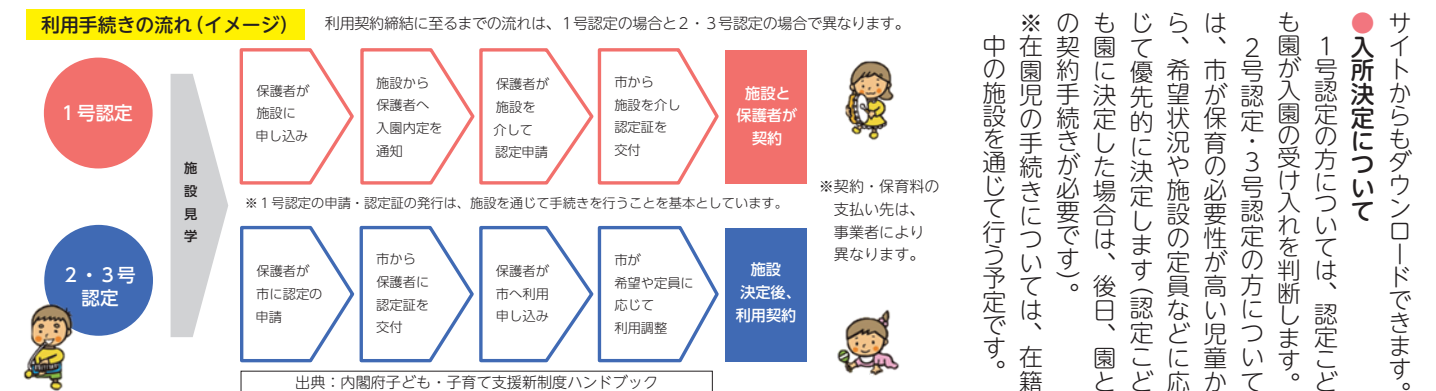 利用手続きの流れ(イメージ)
利用契約締結に至るまでの流れは、1号認定の場合と2・3号認定の場合で異なります。
1号認定
施設見学
保護者が
施設に
申し込み
施設から
保護者へ
入園内定を
通知
保護者が
施設を
介して
認定申請
市から
施設を介し
認定証を
交付
施設と
保護者が
契約
※1号認定の申請・認定証の発行は、施設を通じて手続きを行うことを基本としています。
2・3号
認定
保護者が
市に認定の
申請
市から
保護者に
認定証を
交付
保護者が
市へ利用
申し込み
市が
希望や定員に
応じて
利用調整
施設
決定後、
利用契約
※契約・保育料の
支払い先は、
事業者により
異なります。
出典:内閣府子ども・子育て支援新制度ハンドブック
サイトからもダウンロードできます。
●入所決定について
1号認定の方については、認定こど
も園が入園の受け入れを判断します。
2号認定・3号認定の方について
は、市が保育の必要性が高い児童か
ら、希望状況や施設の定員などに応
じて優先的に決定します(認定こど
も園に決定した場合は、後日、園と
の契約手続きが必要です)。
※在園児の手続きについては、在籍
中の施設を通じて行う予定です。